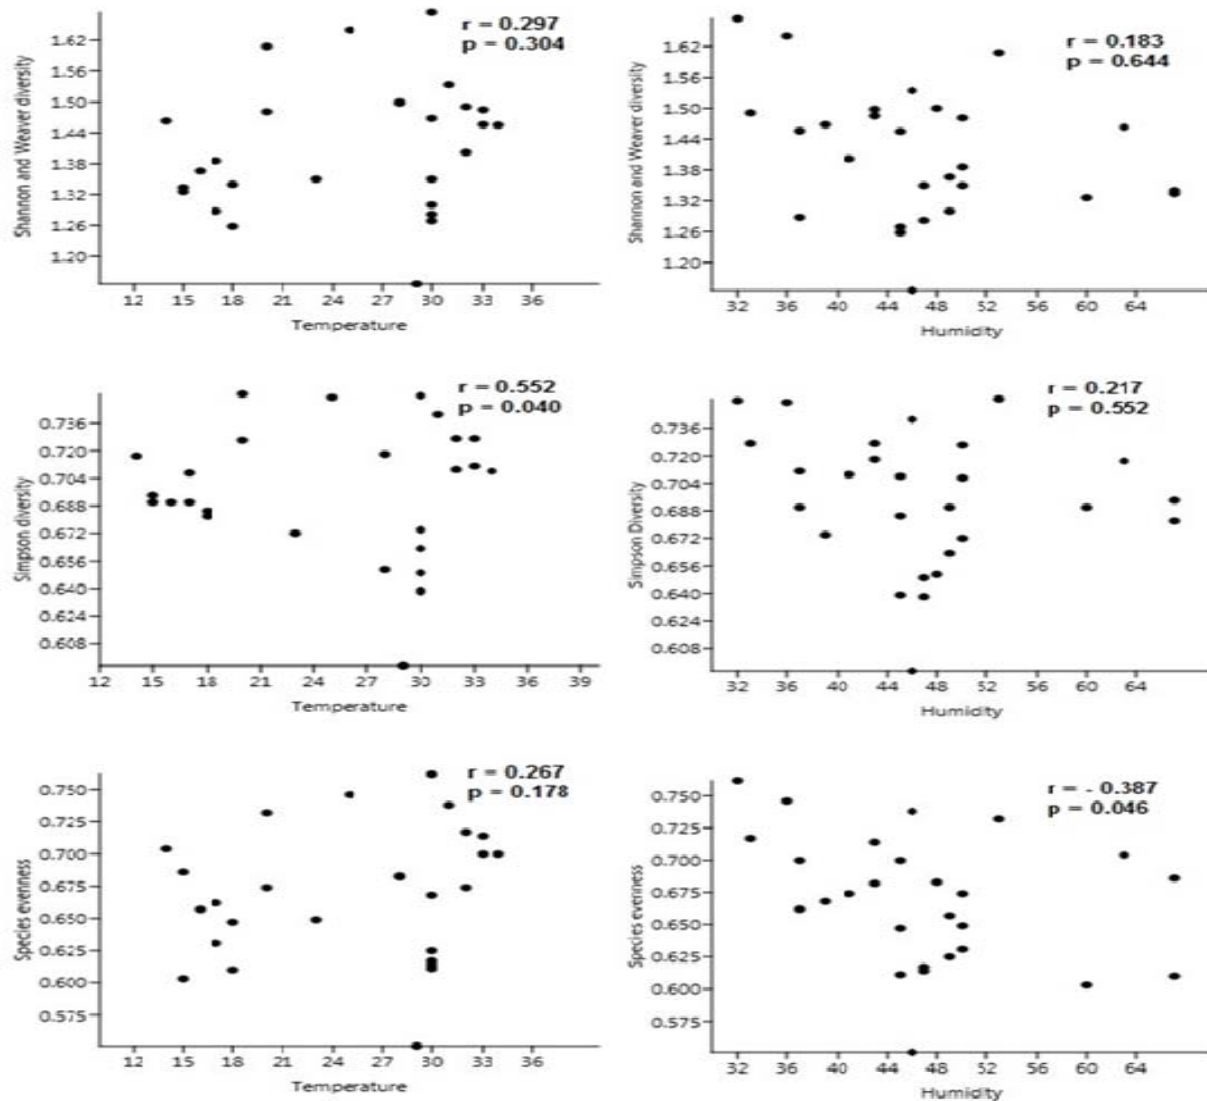 r = 0.297
p = 0.304
Shannon and Weaver diversity
1.62
1.56
1.50
1.44
1.38
1.32
1.26
1.20
12 15 18 21 24 27 30 33 36
Temperature
r = 0.183
p = 0.644
Shannon and Weaver diversity
1.62
1.56
1.50
1.44
1.38
1.32
1.26
1.20
32 36 40 44 48 52 56 60 64
Humidity
r = 0.552
p = 0.040
Simpson diversity
0.736
0.720
0.704
0.688
0.672
0.656
0.640
0.624
0.608
12 15 18 21 24 27 30 33 36 39
Temperature
r = 0.217
p = 0.552
Simpson Diversity
0.736
0.720
0.704
0.688
0.672
0.656
0.640
0.624
0.608
32 36 40 44 48 52 56 60 64
Humidity
r = 0.267
p = 0.178
Species evenness
0.750
0.725
0.700
0.675
0.650
0.625
0.600
0.575
12 15 18 21 24 27 30 33 36
Temperature
r = - 0.387
p = 0.046
Species evenness
0.750
0.725
0.700
0.675
0.650
0.625
0.600
0.575
32 36 40 44 48 52 56 60 64
Humidity